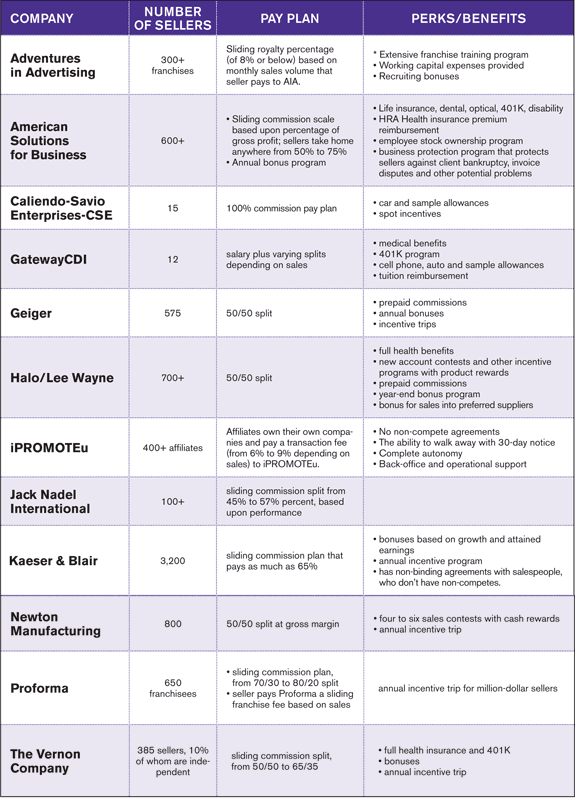 COMPANY
NUMBER
OF SELLERS
PAY PLAN
PERKS/BENEFITS
Adventures
in Advertising
300+
franchises
Sliding royalty percentage
(of 8% or below) based on
monthly sales volume that
seller pays to AIA.
* Extensive franchise training program
• Working capital expenses provided
• Recruiting bonuses
American
Solutions
for Business
600+
• Sliding commission scale
based upon percentage of
gross profit; sellers take home
anywhere from 50% to 75%
• Annual bonus program
• Life insurance, dental, optical, 401K, disability
• HRA Health insurance premium
reimbursement
• employee stock ownership program
• business protection program that protects
sellers against client bankruptcy, invoice
disputes and other potential problems
Caliendo-Savio
Enterprises-CSE
15
100% commission pay plan
• car and sample allowances
• spot incentives
GatewayCDI
12
salary plus varying splits
depending on sales
• medical benefits
• 401K program
• cell phone, auto and sample allowances
• tuition reimbursement
Geiger
575
50/50 split
• prepaid commissions
• annual bonuses
• incentive trips
Halo/Lee Wayne
700+
50/50 split
• full health benefits
• new account contests and other incentive
programs with product rewards
• prepaid commissions
• year-end bonus program
• bonus for sales into preferred suppliers
iPROMOTEu
400+ affiliates
Affiliates own their own compa-
nies and pay a transaction fee
(from 6% to 9% depending on
sales) to iPROMOTEu.
• No non-compete agreements
• The ability to walk away with 30-day notice
• Complete autonomy
• Back-office and operational support
Jack Nadel
International
100+
sliding commission split from
45% to 57% percent, based
upon performance
Kaeser & Blair
3,200
sliding commission plan that
pays as much as 65%
• bonuses based on growth and attained
earnings
• annual incentive program
• has non-binding agreements with salespeople,
who don't have non-competes.
Newton
Manufacturing
800
50/50 split at gross margin
• four to six sales contests with cash rewards
• annual incentive trip
Proforma
650
franchisees
• sliding commission plan,
from 70/30 to 80/20 split
• seller pays Proforma a sliding
franchise fee based on sales
annual incentive trip for million-dollar sellers
The Vernon
Company
385 sellers, 10%
of whom are inde-
pendent
sliding commission split,
from 50/50 to 65/35
• full health insurance and 401K
• bonuses
• annual incentive trip